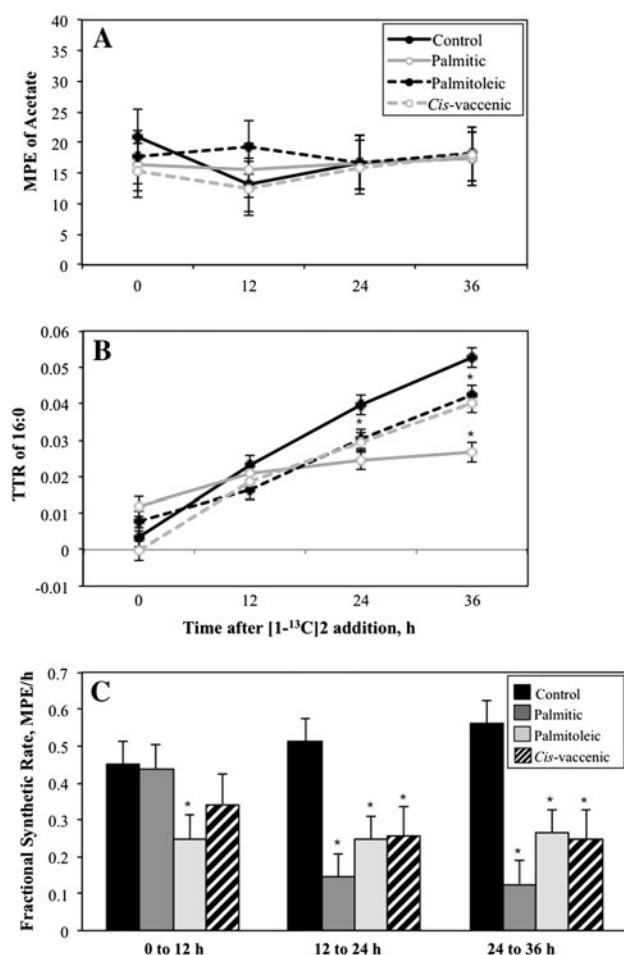 A
Control
Palmitic
Palmitoleic
Cis-vaccenic
MPE of Acetate
40
35
30
25
20
15
10
5
0
0 12 24 36
B
TTR of 16:0
0.06
0.05
0.04
0.03
0.02
0.01
0
-0.01
* * *
0 12 24 36
Time after [1-¹³C]2 addition, h
C
Control
Palmitic
Palmitoleic
Cis-vaccenic
Fractional Synthetic Rate, MPE/h
0.7
0.6
0.5
0.4
0.3
0.2
0.1
0
* * * * * * *
0 to 12 h 12 to 24 h 24 to 36 h